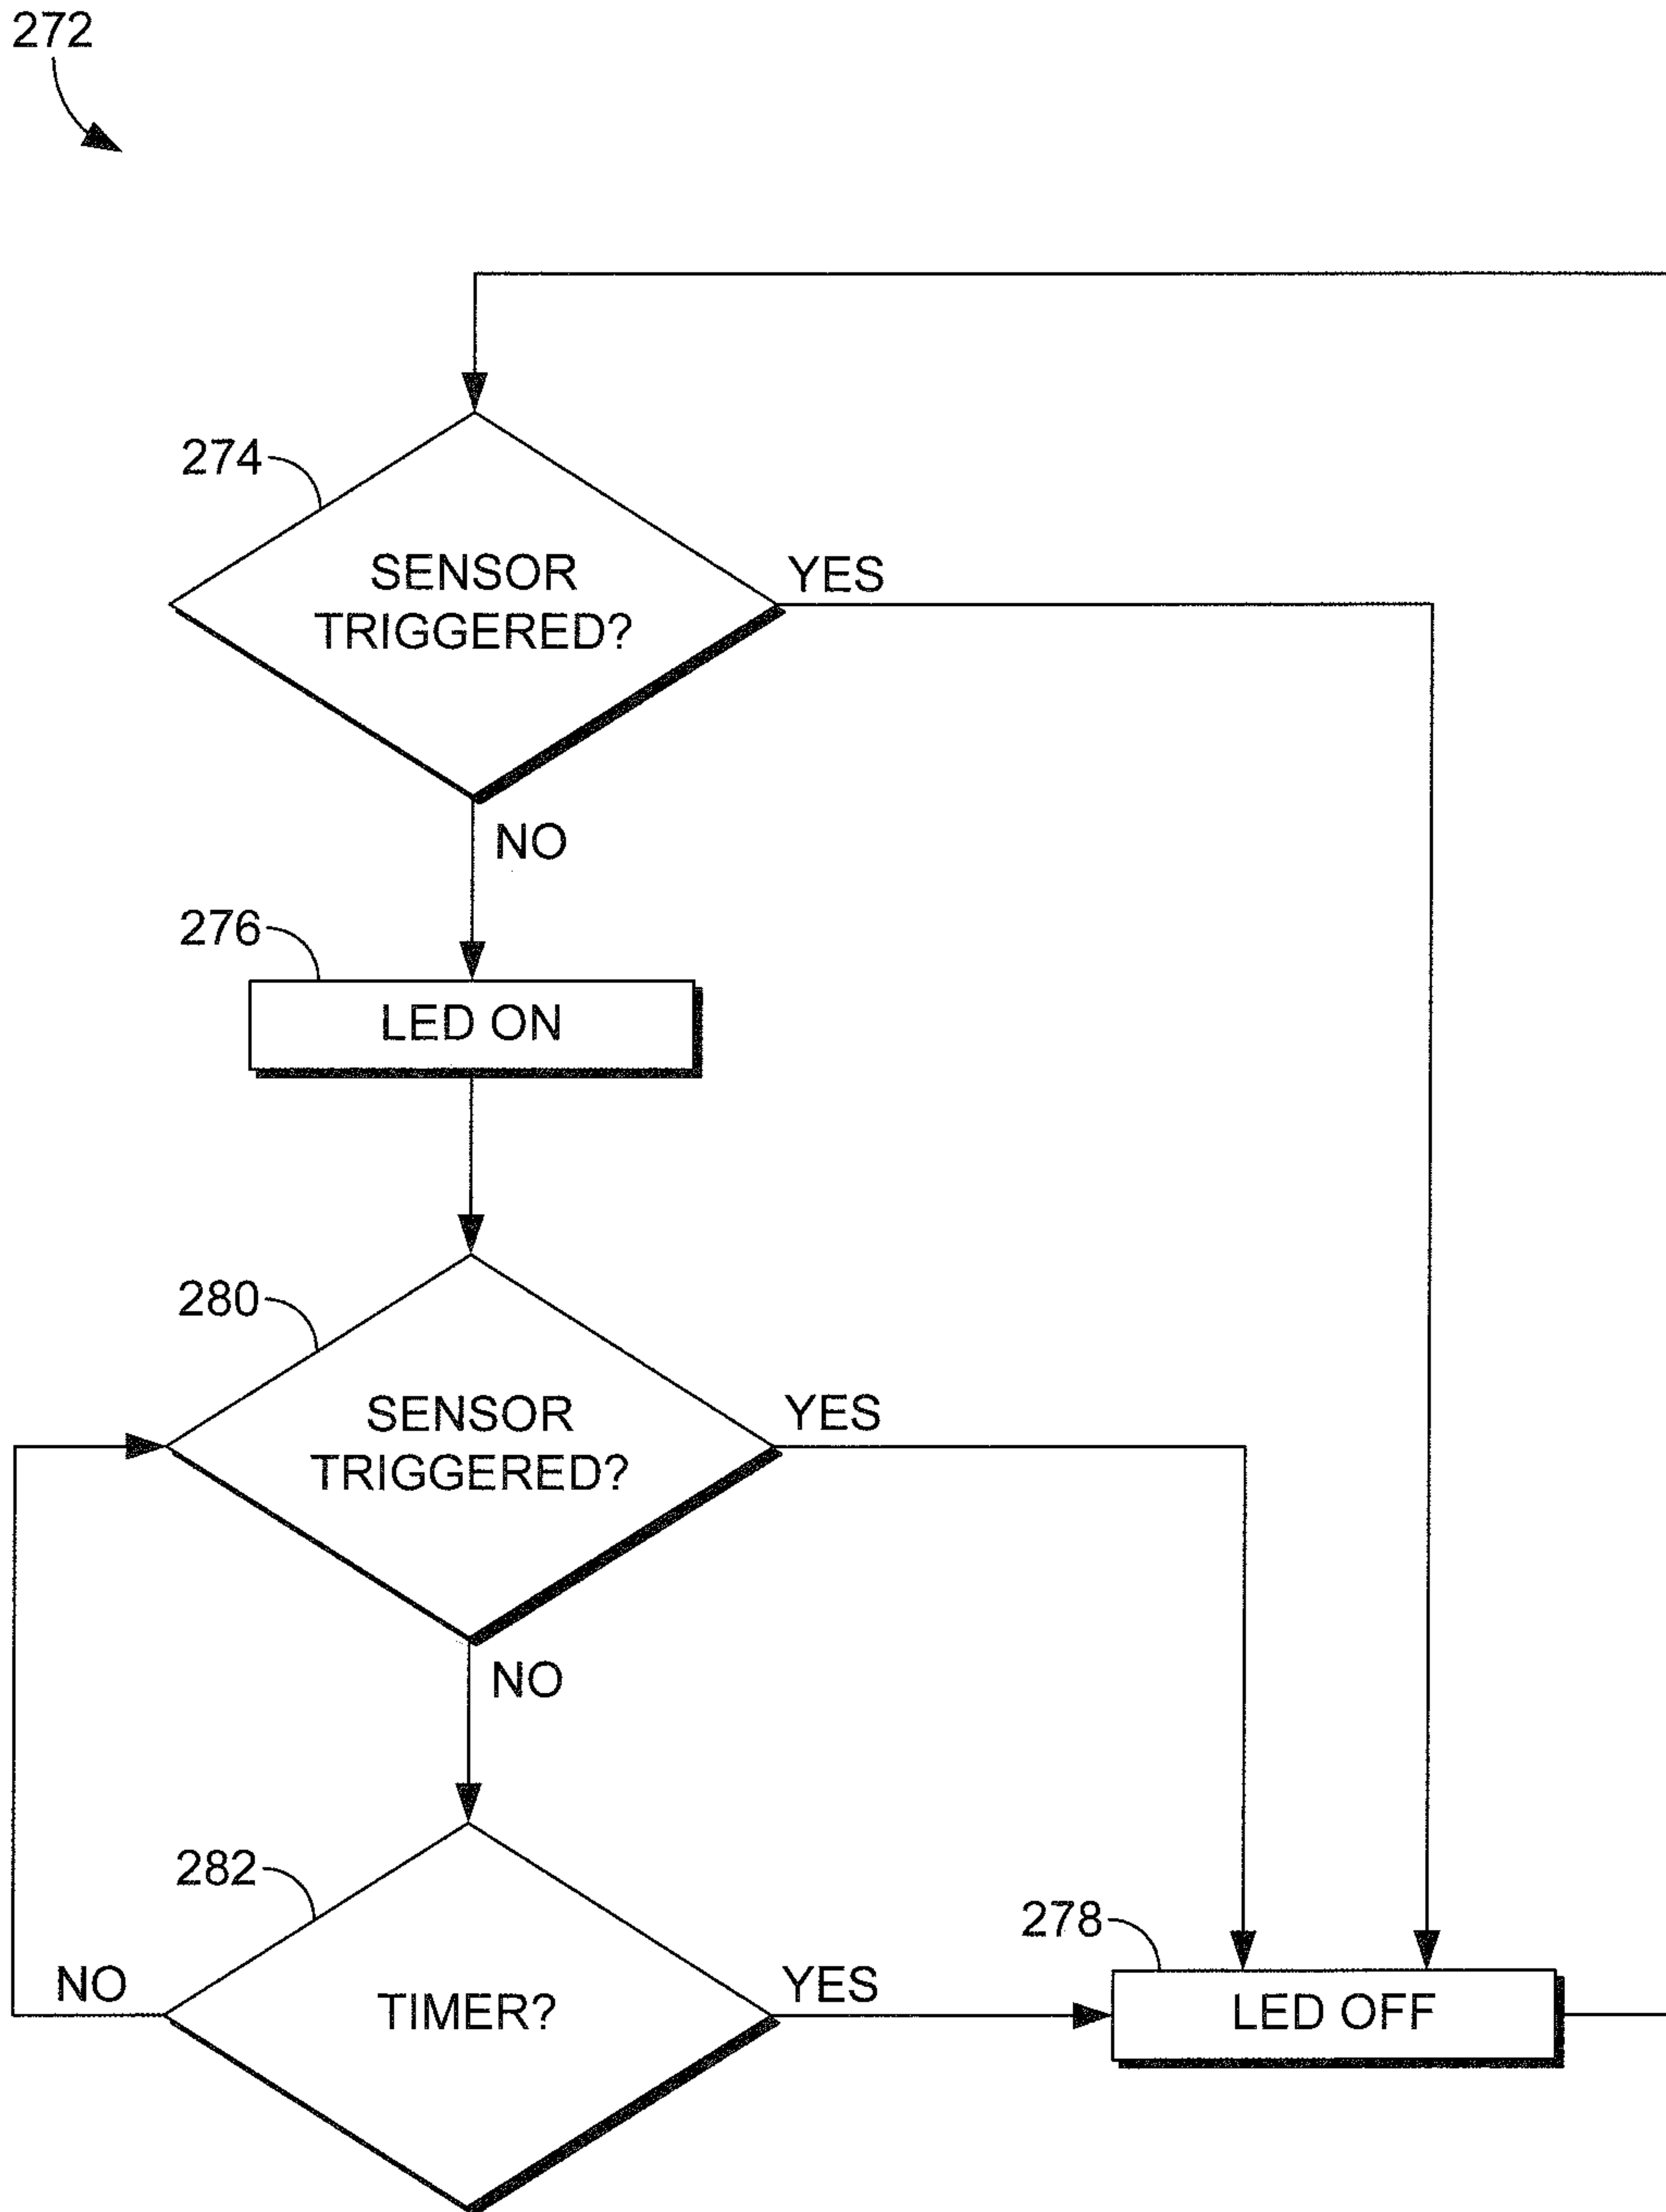 272
274
SENSOR
TRIGGERED?
YES
NO
276
LED ON
280
SENSOR
TRIGGERED?
YES
NO
282
TIMER?
NO
YES
278
LED OFF